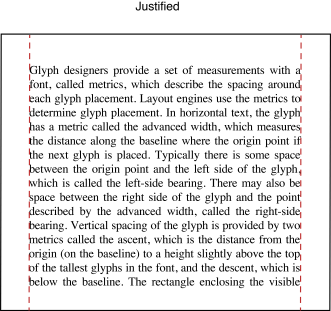 Justified
Glyph designers provide a set of measurements with a
font, called metrics, which describe the spacing around
each glyph placement. Layout engines use the metrics to
determine glyph placement. In horizontal text, the glyph
has a metric called the advanced width, which measures
the distance along the baseline where the origin point if
the next glyph is placed. Typically there is some space
between the origin point and the left side of the glyph,
which is called the left-side bearing. There may also be
space between the right side of the glyph and the point
described by the advanced width, called the right-side
bearing. Vertical spacing of the glyph is provided by two
metrics called the ascent, which is the distance from the
origin (on the baseline) to a height slightly above the top
of the tallest glyphs in the font, and the descent, which is
below the baseline. The rectangle enclosing the visible